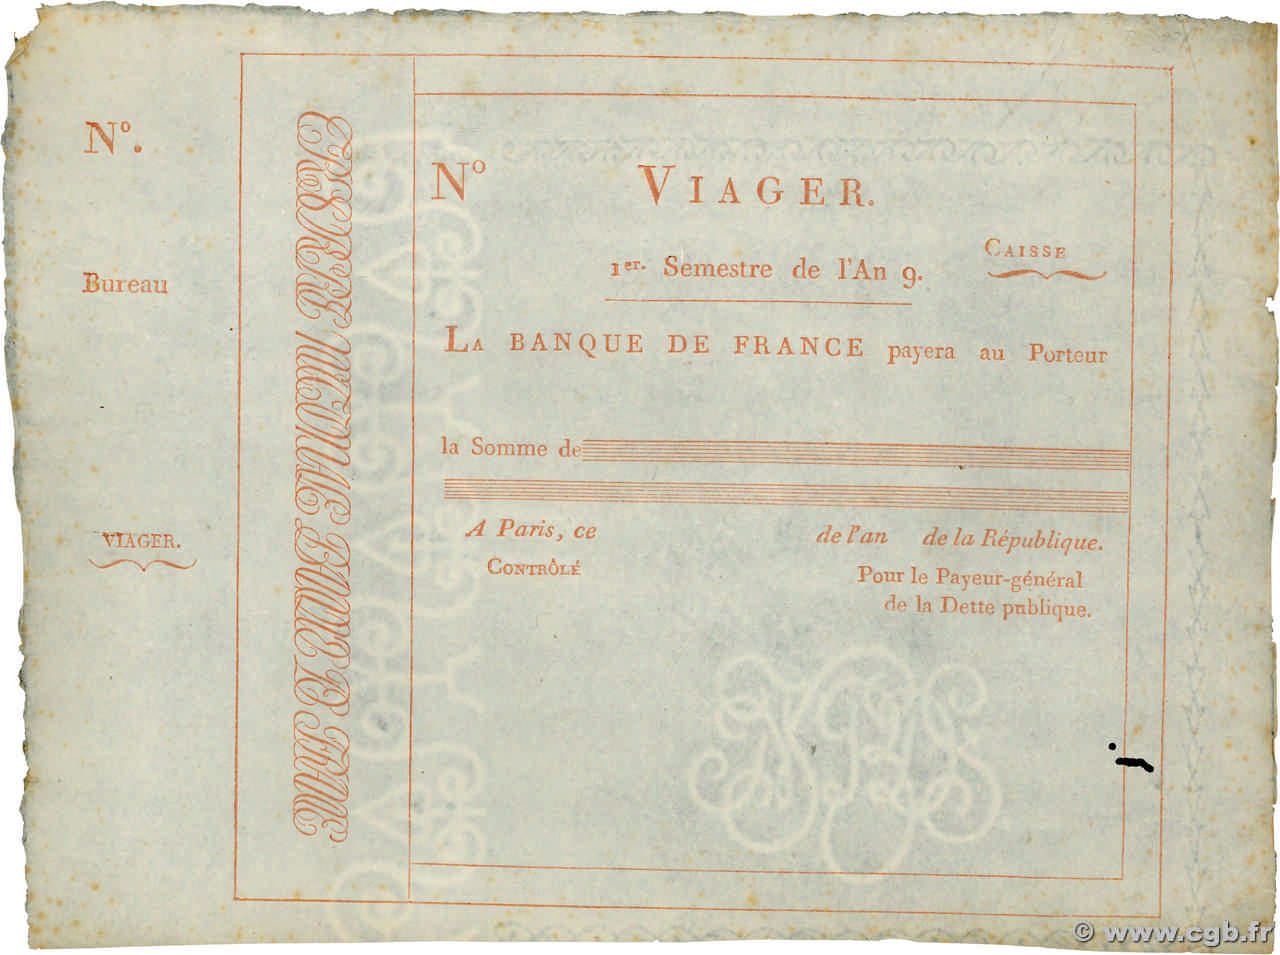 Nº.
Bureau
VIAGER.
Nº VIAGER.
1er. Semestre de l'An 9.
CAISSE
LA BANQUE DE FRANCE payera au Porteur
la Somme de
A Paris, ce de l'an de la République.
CONTRÔLÉ
Pour le Payeur-général
de la Dette publique.
© www.cgb.fr